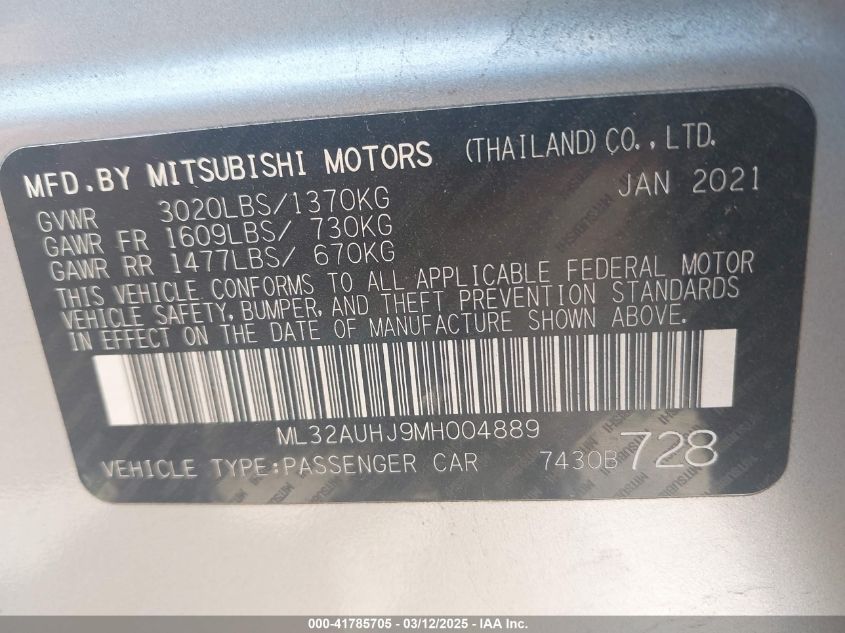 MFD.BY MITSUBISHI MOTORS (THAILAND) CO., LTD.
GVWR 3020LBS/1370KG JAN 2021
GAWR FR 1609LBS/ 730KG
GAWR RR 1477LBS/ 670KG
THIS VEHICLE CONFORMS TO ALL APPLICABLE FEDERAL MOTOR
VEHICLE SAFETY, BUMPER, AND THEFT PREVENTION STANDARDS
IN EFFECT ON THE DATE OF MANUFACTURE SHOWN ABOVE.
ML32AUHJ9MH004889
VEHICLE TYPE:PASSENGER CAR 7430B728
000-41785705 - 03/12/2025 - IAA Inc.